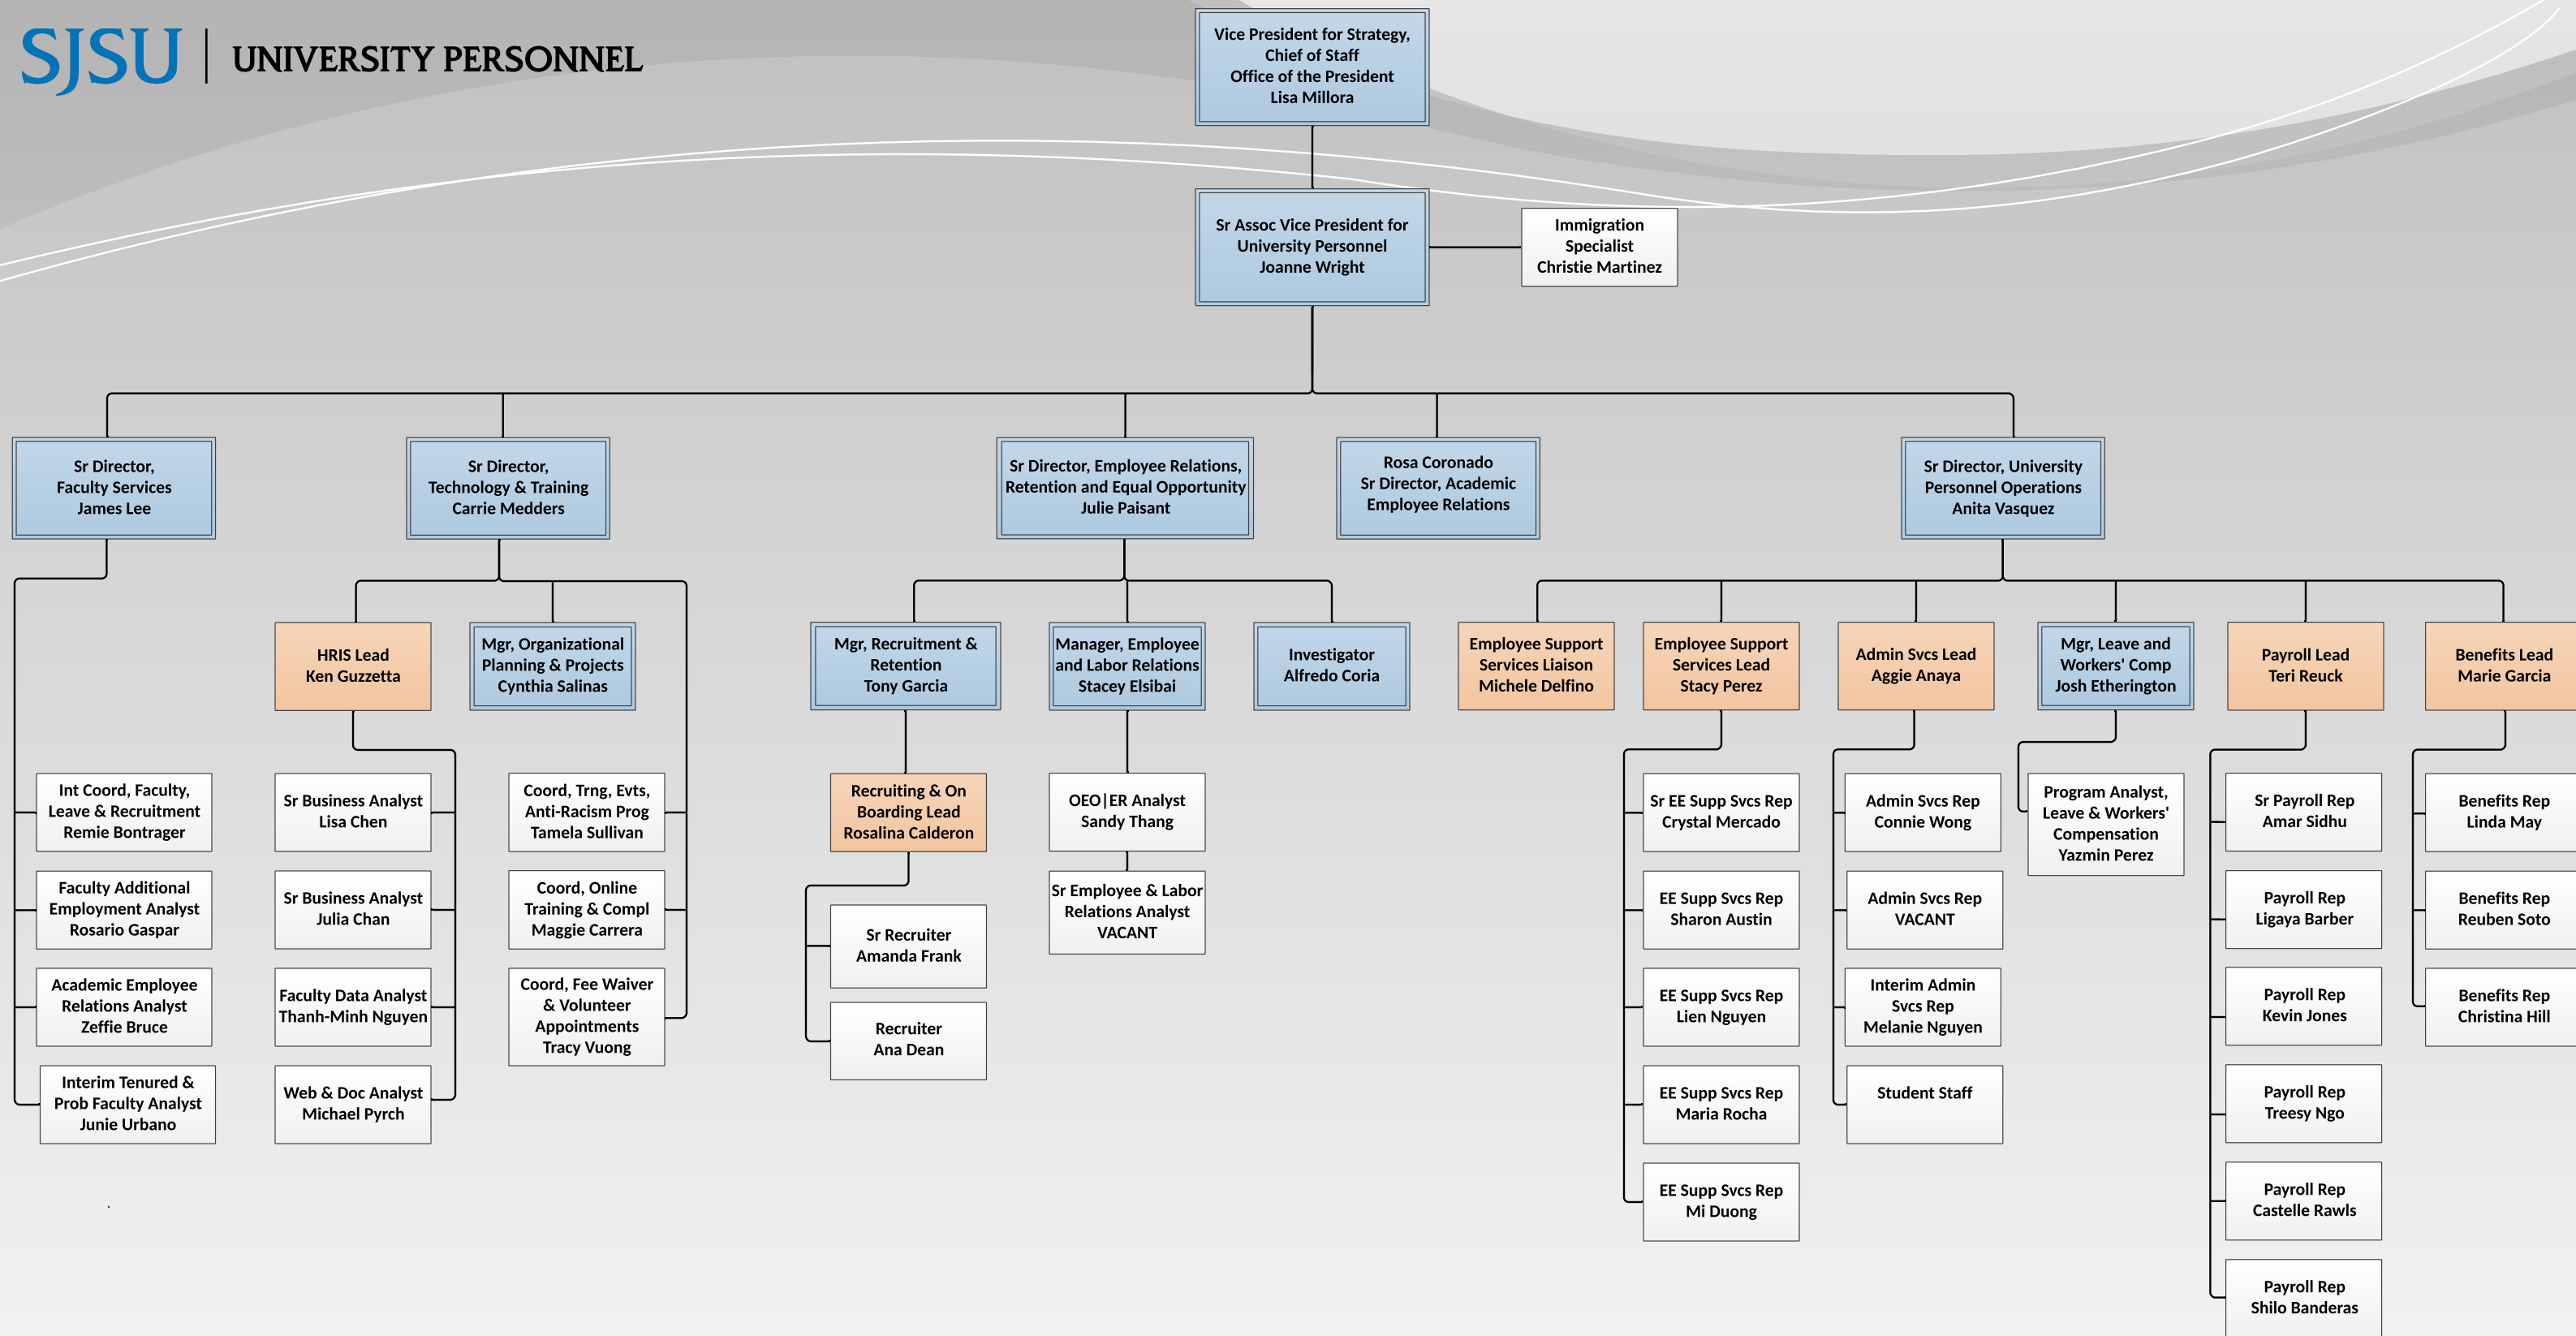 SJSU | UNIVERSITY PERSONNEL
Vice President for Strategy,
Chief of Staff
Office of the President
Lisa Millora
Sr Assoc Vice President for
University Personnel
Joanne Wright
Immigration
Specialist
Christie Martinez
Sr Director,
Faculty Services
James Lee
Sr Director,
Technology & Training
Carrie Medders
Sr Director, Employee Relations,
Retention and Equal Opportunity
Julie Paisant
Rosa Coronado
Sr Director, Academic
Employee Relations
Sr Director, University
Personnel Operations
Anita Vasquez
HRIS Lead
Ken Guzzetta
Mgr, Organizational
Planning & Projects
Cynthia Salinas
Mgr, Recruitment &
Retention
Tony Garcia
Manager, Employee
and Labor Relations
Stacey Elsibai
Investigator
Alfredo Coria
Employee Support
Services Liaison
Michele Delfino
Employee Support
Services Lead
Stacy Perez
Admin Svcs Lead
Aggie Anaya
Mgr, Leave and
Workers' Comp
Josh Etherington
Payroll Lead
Teri Reuck
Benefits Lead
Marie Garcia
Int Coord, Faculty,
Leave & Recruitment
Remie Bontrager
Faculty Additional
Employment Analyst
Rosario Gaspar
Academic Employee
Relations Analyst
Zeffie Bruce
Interim Tenured &
Prob Faculty Analyst
Junie Urbano
Sr Business Analyst
Lisa Chen
Sr Business Analyst
Julia Chan
Faculty Data Analyst
Thanh-Minh Nguyen
Web & Doc Analyst
Michael Pyrch
Coord, Trng, Evts,
Anti-Racism Prog
Tamela Sullivan
Coord, Online
Training & Compl
Maggie Carrera
Coord, Fee Waiver
& Volunteer
Appointments
Tracy Vuong
Recruiting & On
Boarding Lead
Rosalina Calderon
Sr Recruiter
Amanda Frank
Recruiter
Ana Dean
OEO|ER Analyst
Sandy Thang
Sr Employee & Labor
Relations Analyst
VACANT
Sr EE Supp Svcs Rep
Crystal Mercado
EE Supp Svcs Rep
Sharon Austin
EE Supp Svcs Rep
Lien Nguyen
EE Supp Svcs Rep
Maria Rocha
EE Supp Svcs Rep
Mi Duong
Admin Svcs Rep
Connie Wong
Admin Svcs Rep
VACANT
Interim Admin
Svcs Rep
Melanie Nguyen
Student Staff
Program Analyst,
Leave & Workers'
Compensation
Yazmin Perez
Sr Payroll Rep
Amar Sidhu
Payroll Rep
Ligaya Barber
Payroll Rep
Kevin Jones
Payroll Rep
Treesy Ngo
Payroll Rep
Castelle Rawls
Payroll Rep
Shilo Banderas
Benefits Rep
Linda May
Benefits Rep
Reuben Soto
Benefits Rep
Christina Hill
.